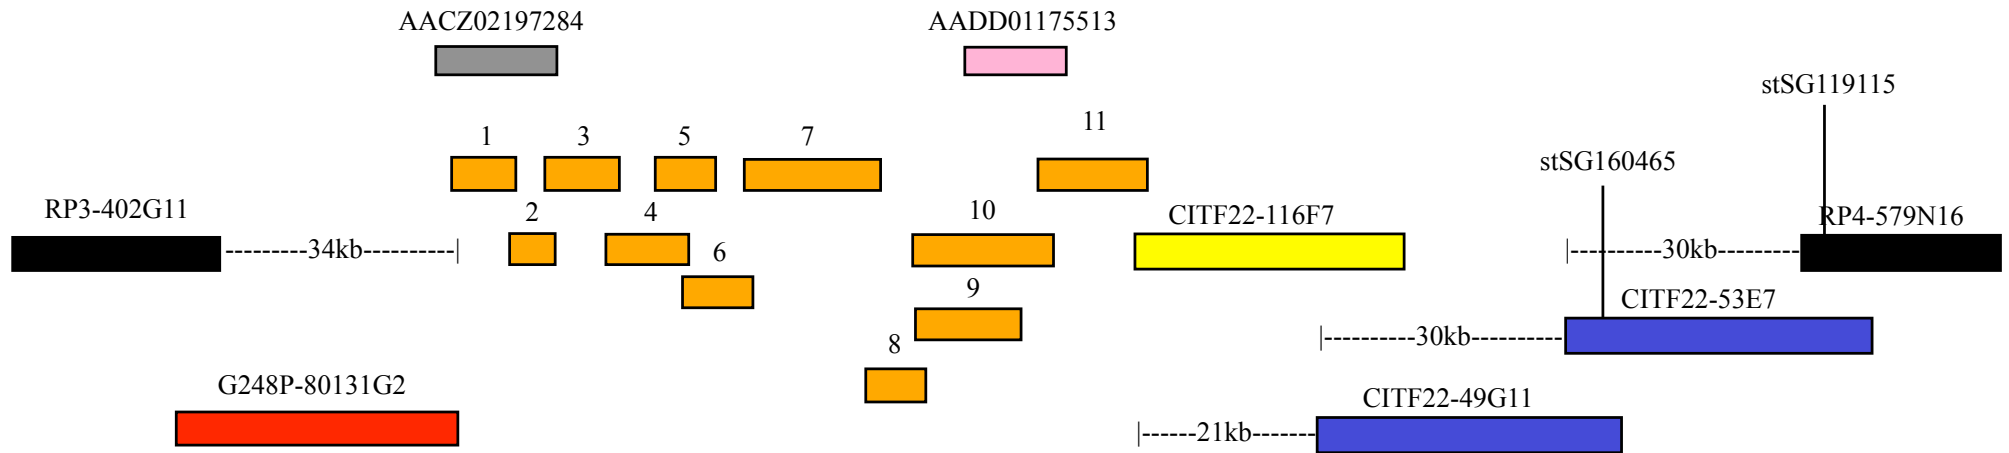 AACZ02197284
AADD01175513
stSG119115
1 3 5 7 11
stSG160465
RP3-402G11 2 4 10 CITF22-116F7 RP4-579N16
--------34kb----------| 6 |---------30kb--------
9 CITF22-53E7
|----------30kb----------
8
G248P-80131G2 CITF22-49G11
|------21kb-------